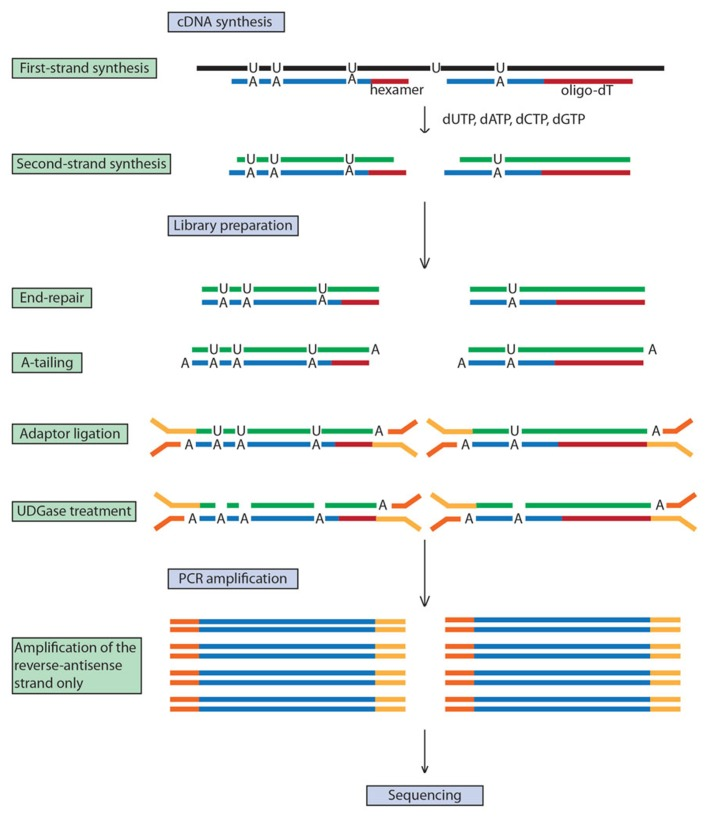 cDNA synthesis
First-strand synthesis
U U U U U
A A A A
hexamer
oligo-dT
dUTP, dATP, dCTP, dGTP
Second-strand synthesis
U U U U
A A A A
Library preparation
End-repair
U U U U
A A A A
A-tailing
U U U A U A
A A A A A A
Adaptor ligation
U U U A U A
A A A A A A
UDGase treatment
A A
A A A A A A
PCR amplification
Amplification of the
reverse-antisense
strand only
Sequencing